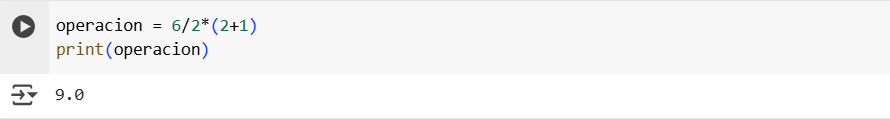 operacion = 6/2*(2+1)
print(operacion)
9.0